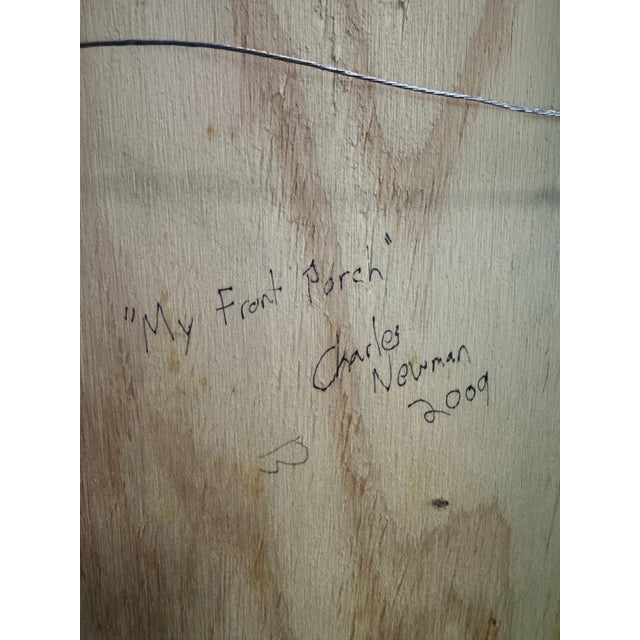 "My Front Porch"
Charles
Newman
2009